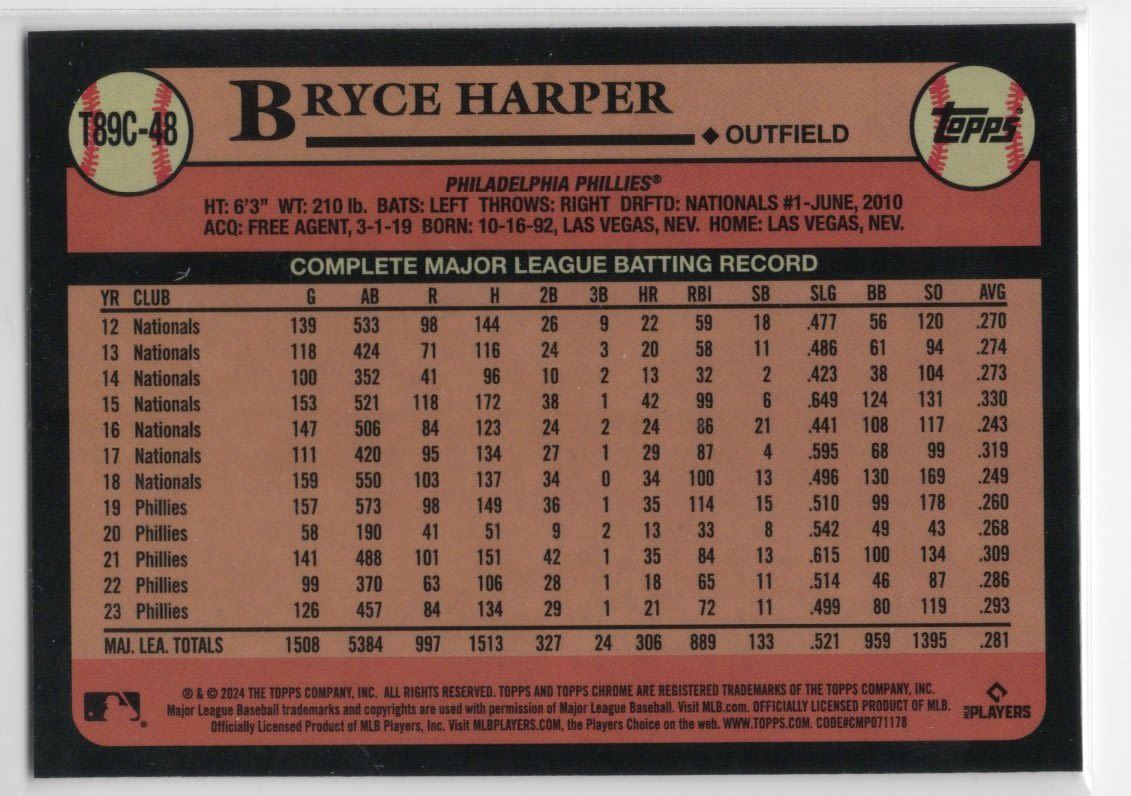 T89C-48
BRYCE HARPER
◆ OUTFIELD
TOPPS®
PHILADELPHIA PHILLIES®
HT: 6'3" WT: 210 lb. BATS: LEFT THROWS: RIGHT DRFTD: NATIONALS #1-JUNE, 2010
ACQ: FREE AGENT, 3-1-19 BORN: 10-16-92, LAS VEGAS, NEV. HOME: LAS VEGAS, NEV.
COMPLETE MAJOR LEAGUE BATTING RECORD
YR CLUB G AB R H 2B 3B HR RBI SB SLG BB SO AVG
12 Nationals 139 533 98 144 26 9 22 59 18 .477 56 120 .270
13 Nationals 118 424 71 116 24 3 20 58 11 .486 61 94 .274
14 Nationals 100 352 41 96 10 2 13 32 2 .423 38 104 .273
15 Nationals 153 521 118 172 38 1 42 99 6 .649 124 131 .330
16 Nationals 147 506 84 123 24 2 24 86 21 .441 108 117 .243
17 Nationals 111 420 95 134 27 1 29 87 4 .595 68 99 .319
18 Nationals 159 550 103 137 34 0 34 100 13 .496 130 169 .249
19 Phillies 157 573 98 149 36 1 35 114 15 .510 99 178 .260
20 Phillies 58 190 41 51 9 2 13 33 8 .542 49 43 .268
21 Phillies 141 488 101 151 42 1 35 84 13 .615 100 134 .309
22 Phillies 99 370 63 106 28 1 18 65 11 .514 46 87 .286
23 Phillies 126 457 84 134 29 1 21 72 11 .499 80 119 .293
MAJ. LEA. TOTALS 1508 5384 997 1513 327 24 306 889 133 .521 959 1395 .281
® & © 2024 THE TOPPS COMPANY, INC. ALL RIGHTS RESERVED. TOPPS AND TOPPS CHROME ARE REGISTERED TRADEMARKS OF THE TOPPS COMPANY, INC.
Major League Baseball trademarks and copyrights are used with permission of Major League Baseball. Visit MLB.com. OFFICIALLY LICENSED PRODUCT OF MLB.
Officially Licensed Product of MLB Players, Inc. Visit MLBPLAYERS.COM, the Players Choice on the web. WWW.TOPPS.COM. CODE#CMP071178
MLB PLAYERS